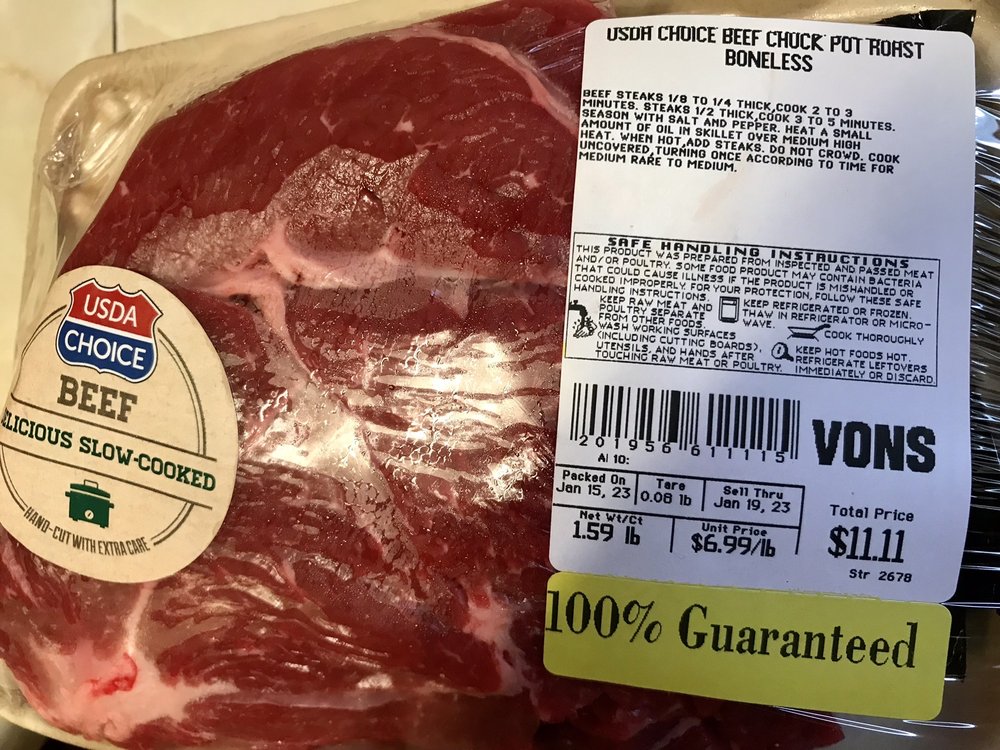 USDA CHOICE BEEF CHUCK POT ROAST
BONELESS
BEEF STEAKS 1/8 TO 1/4 THICK,COOK 2 TO 3
MINUTES. STEAKS 1/2 THICK,COOK 3 TO 5 MINUTES.
SEASON WITH SALT AND PEPPER. HEAT A SMALL
AMOUNT OF OIL IN SKILLET OVER MEDIUM HIGH
HEAT. WHEN HOT,ADD STEAKS. DO NOT CROWD. COOK
UNCOVERED,TURNING ONCE ACCORDING TO TIME FOR
MEDIUM RARE TO MEDIUM.
SAFE HANDLING INSTRUCTIONS
THIS PRODUCT WAS PREPARED FROM INSPECTED AND PASSED MEAT
AND/OR POULTRY. SOME FOOD PRODUCT MAY CONTAIN BACTERIA
THAT COULD CAUSE ILLNESS IF THE PRODUCT IS MISHANDLED OR
COOKED IMPROPERLY. FOR YOUR PROTECTION, FOLLOW THESE SAFE
HANDLING INSTRUCTIONS.
KEEP RAW MEAT AND
POULTRY SEPARATE
FROM OTHER FOODS.
WASH WORKING SURFACES
(INCLUDING CUTTING BOARDS),
UTENSILS, AND HANDS AFTER
TOUCHING RAW MEAT OR POULTRY.
KEEP REFRIGERATED OR FROZEN.
THAW IN REFRIGERATOR OR MICRO-
WAVE.
COOK THOROUGHLY
KEEP HOT FOODS HOT.
REFRIGERATE LEFTOVERS
IMMEDIATELY OR DISCARD.
2 01956 61111 5
AI 10:
VONS
Packed On
Jan 15, 23
Tare
0.08 lb
Sell Thru
Jan 19, 23
Net Wt/Ct
1.59 lb
Unit Price
$6.99/lb
Total Price
$11.11
Str 2678
100% Guaranteed
USDA
CHOICE
BEEF
ELICIOUS SLOW-COOKED
HAND-CUT WITH EXTRA CARE